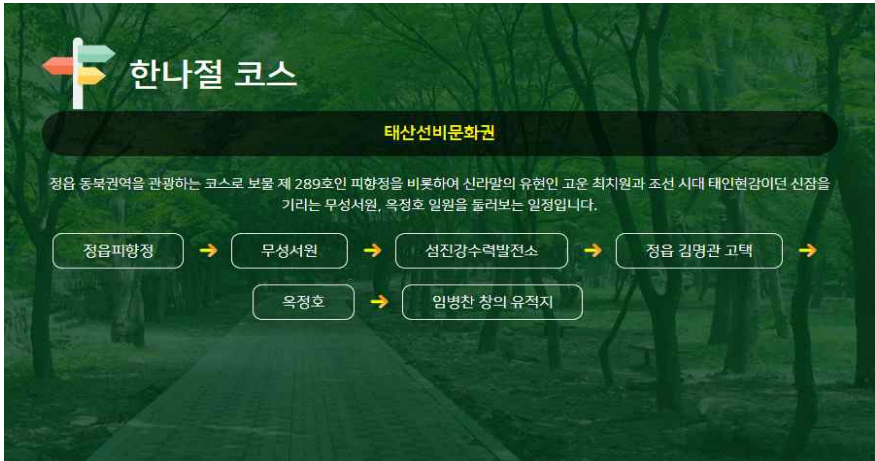 한나절 코스
태산선비문화권
정읍 동북권역을 관광하는 코스로 보물 제 289호인 피향정을 비롯하여 신라말의 유현인 고운 최치원과 조선 시대 태인현감이던 신잠을
기리는 무성서원, 옥정호 일원을 둘러보는 일정입니다.
정읍피향정 → 무성서원 → 섬진강수력발전소 → 정읍 김명관 고택 →
옥정호 → 임병찬 창의 유적지